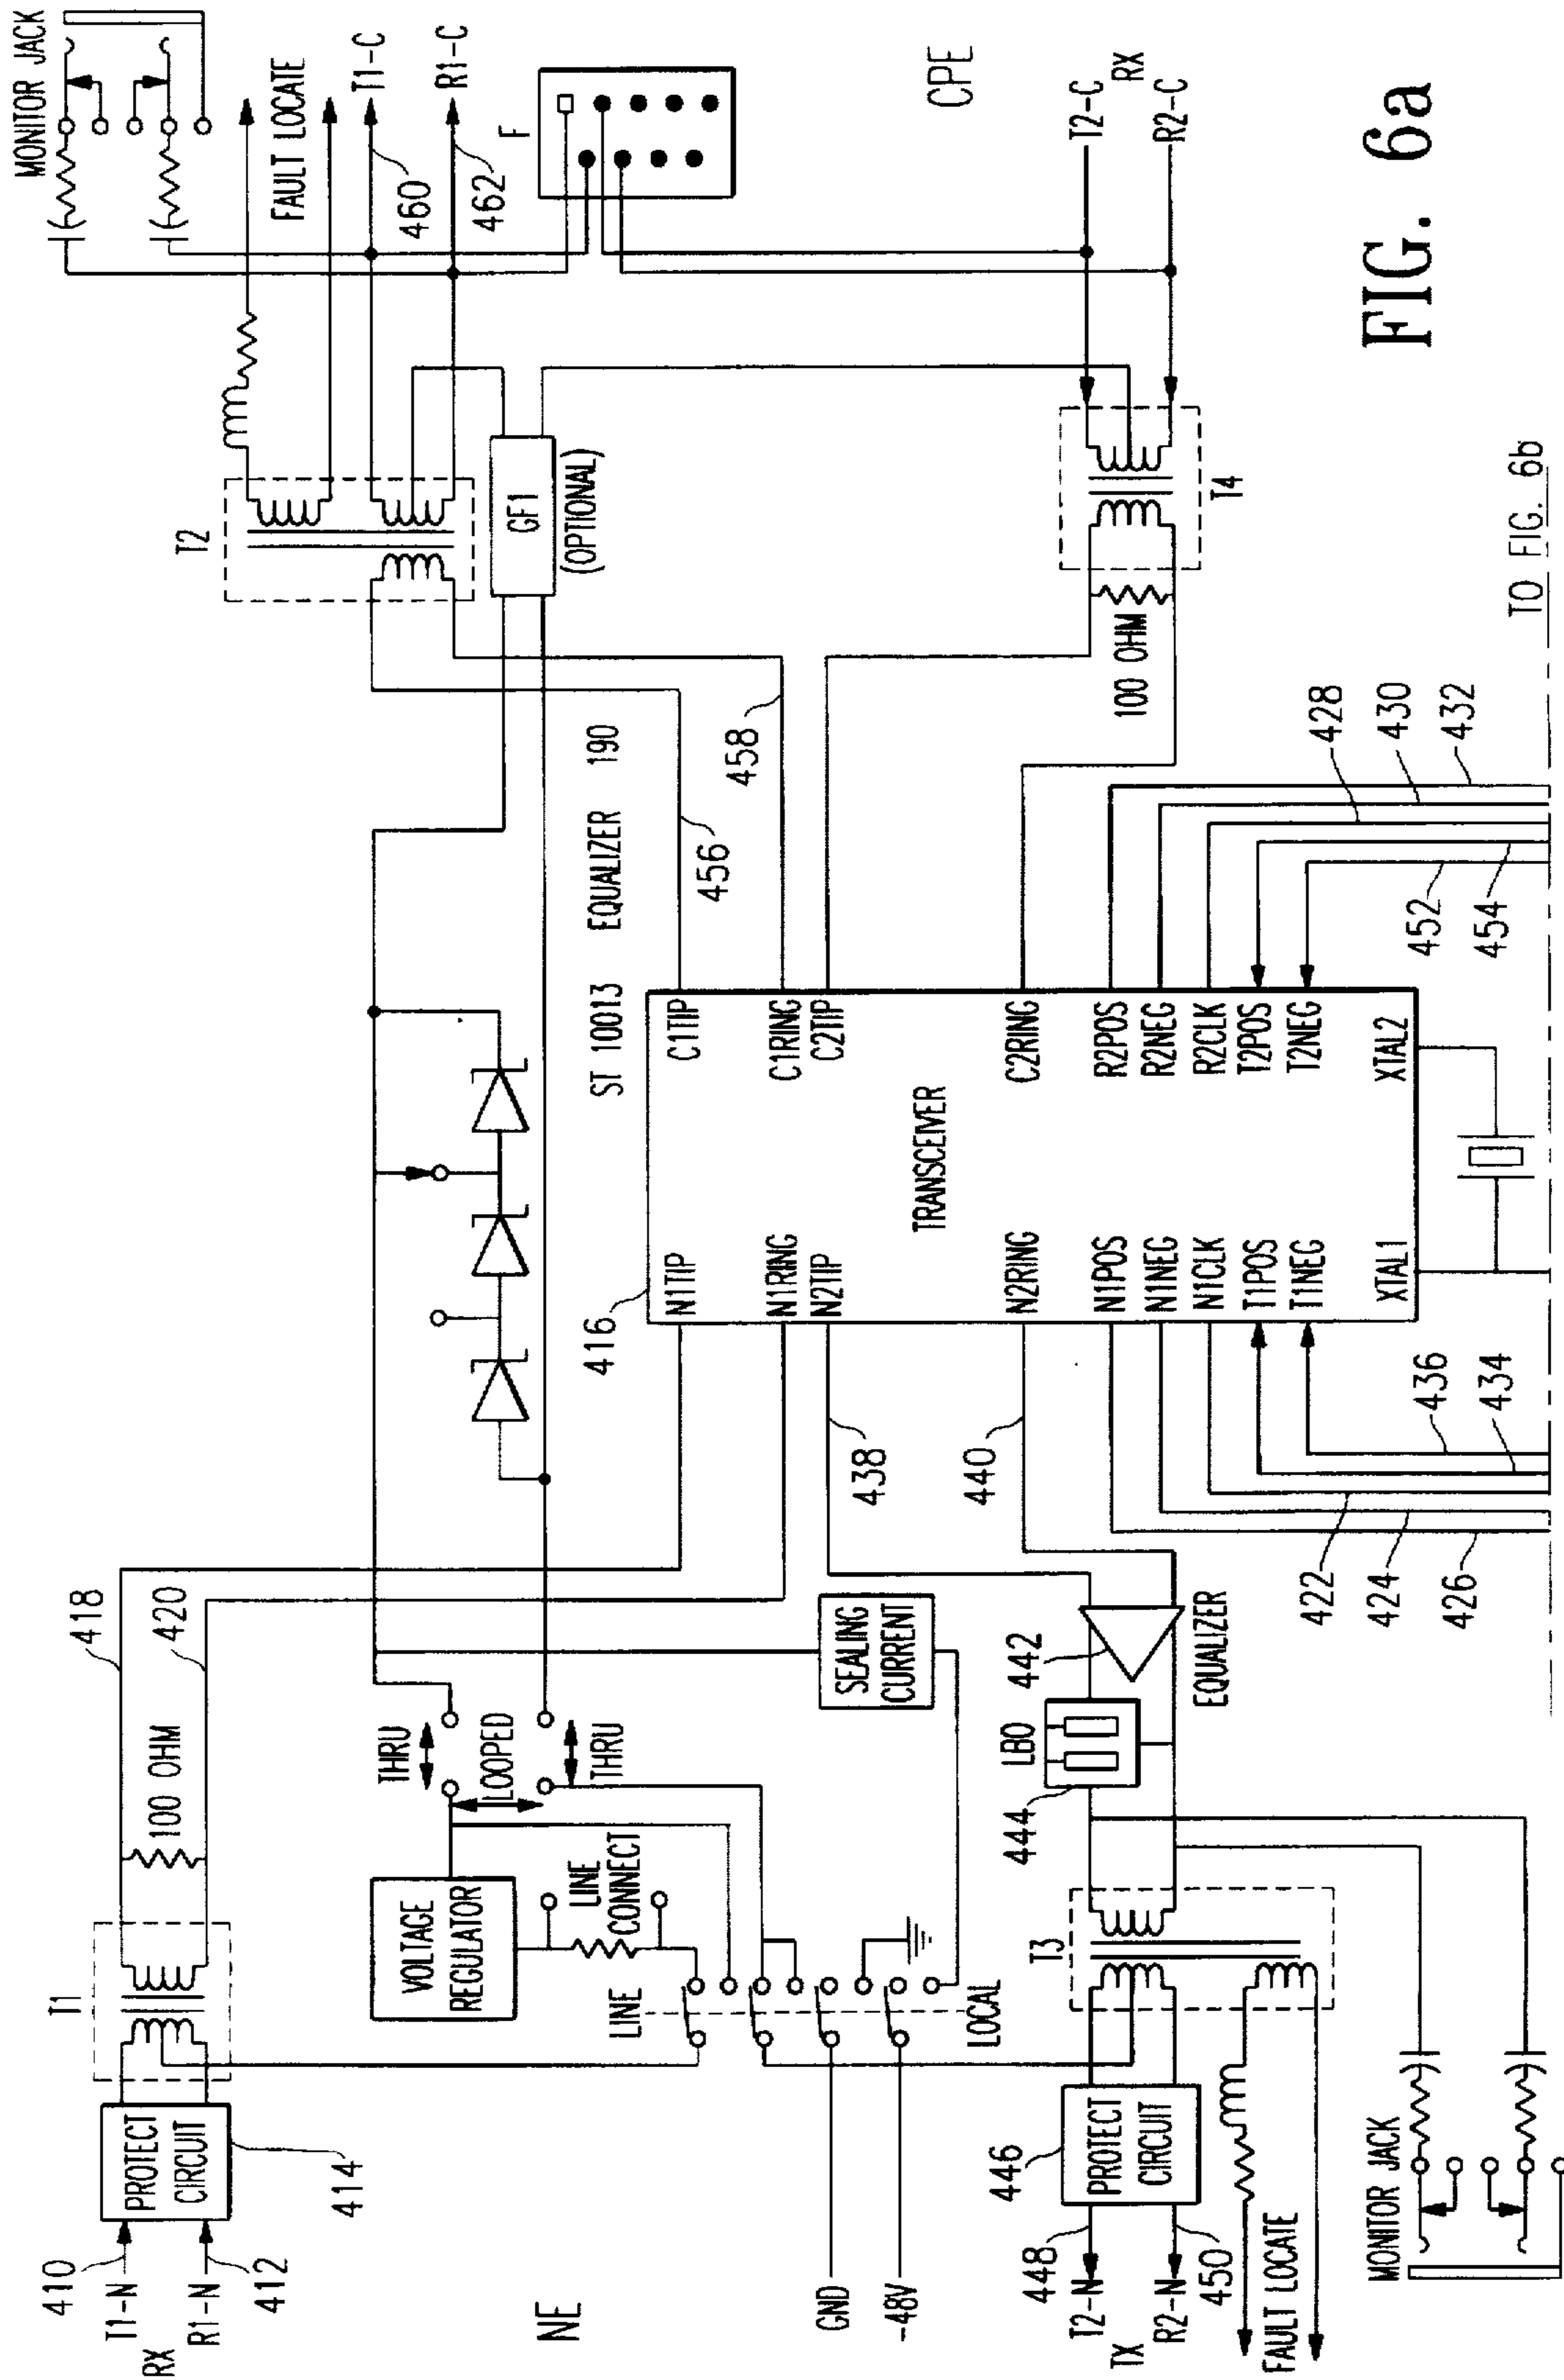 410
T1-N
RX
R1-N
412
PROTECT
CIRCUIT
414
T1
100 OHM
418
420
NE
VOLTAGE
REGULATOR
THRU
LOOPED
THRU
LINE
CONNECT
LINE
LOCAL
GND
-48V
SEALING
CURRENT
416
ST 10013 EQUALIZER 190
TRANSCEIVER
N1TIP
N1RING
N2TIP
N2RING
N1POS
N1NEG
N1CLK
T1POS
T1NEG
XTAL1
C1TIP
C1RING
C2TIP
C2RING
R2POS
R2NEG
R2CLK
T2POS
T2NEG
XTAL2
438
440
442
EQUALIZER
LBO
444
T3
446
PROTECT
CIRCUIT
448
T2-N
TX
R2-N
450
FAULT LOCATE
MONITOR JACK
422
424
426
436
434
452
454
428
430
432
456
458
T2
GF1
(OPTIONAL)
100 OHM
T4
MONITOR JACK
FAULT LOCATE
T1-C
460
R1-C
462
F
CPE
T2-C
RX
R2-C
TO FIG. 6b
FIG. 6a